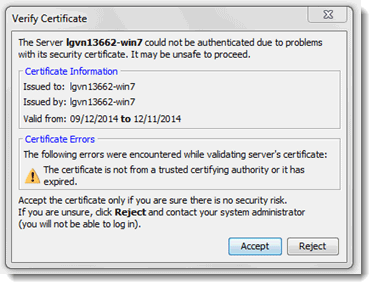 Verify Certificate
The Server lgvn13662-win7 could not be authenticated due to problems
with its security certificate. It may be unsafe to proceed.
Certificate Information
Issued to: lgvn13662-win7
Issued by: lgvn13662-win7
Valid from: 09/12/2014 to 12/11/2014
Certificate Errors
The following errors were encountered while validating server's certificate:
The certificate is not from a trusted certifying authority or it has
expired.
Accept the certificate only if you are sure there is no security risk.
If you are unsure, click Reject and contact your system administrator
(you will not be able to log in).
Accept Reject